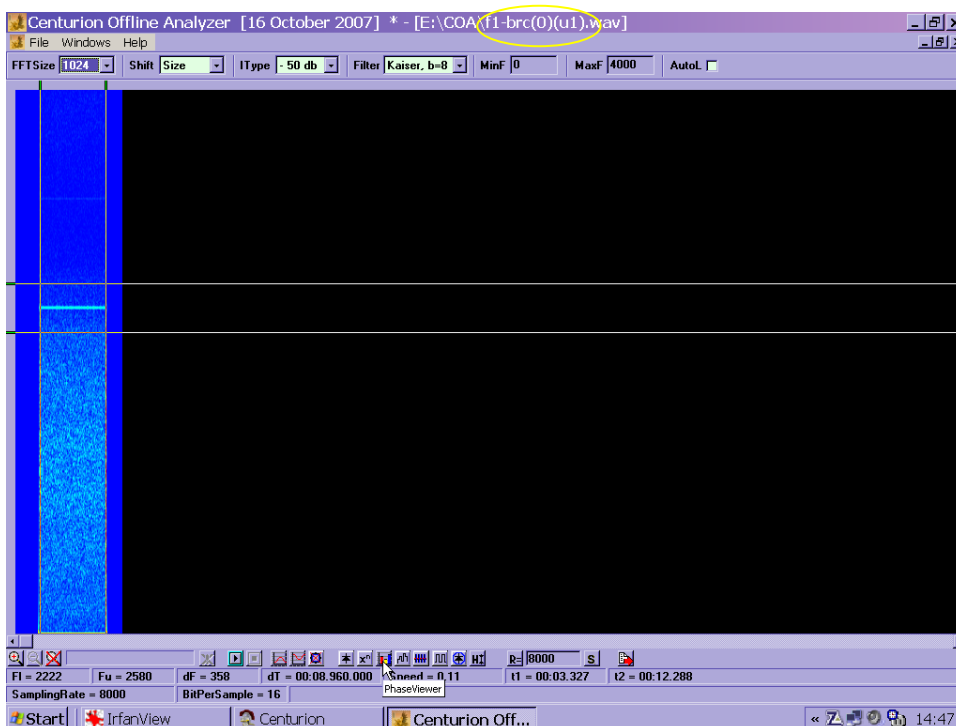 Centurion Offline Analyzer [16 October 2007] * - [E:\COA\f1-brc(0)(u1).wav]
File Windows Help
FFTSize 1024 Shift Size IType - 50 db Filter Kaiser, b=8 MinF 0 MaxF 4000 AutoL
HI R= 8000 S
Fl = 2222 Fu = 2580 dF = 358 dT = 00:08.960.000 Speed = 0,11 t1 = 00:03.327 t2 = 00:12.288
PhaseViewer
SamplingRate = 8000 BitPerSample = 16
Start IrfanView Centurion Centurion Off... « 14:47